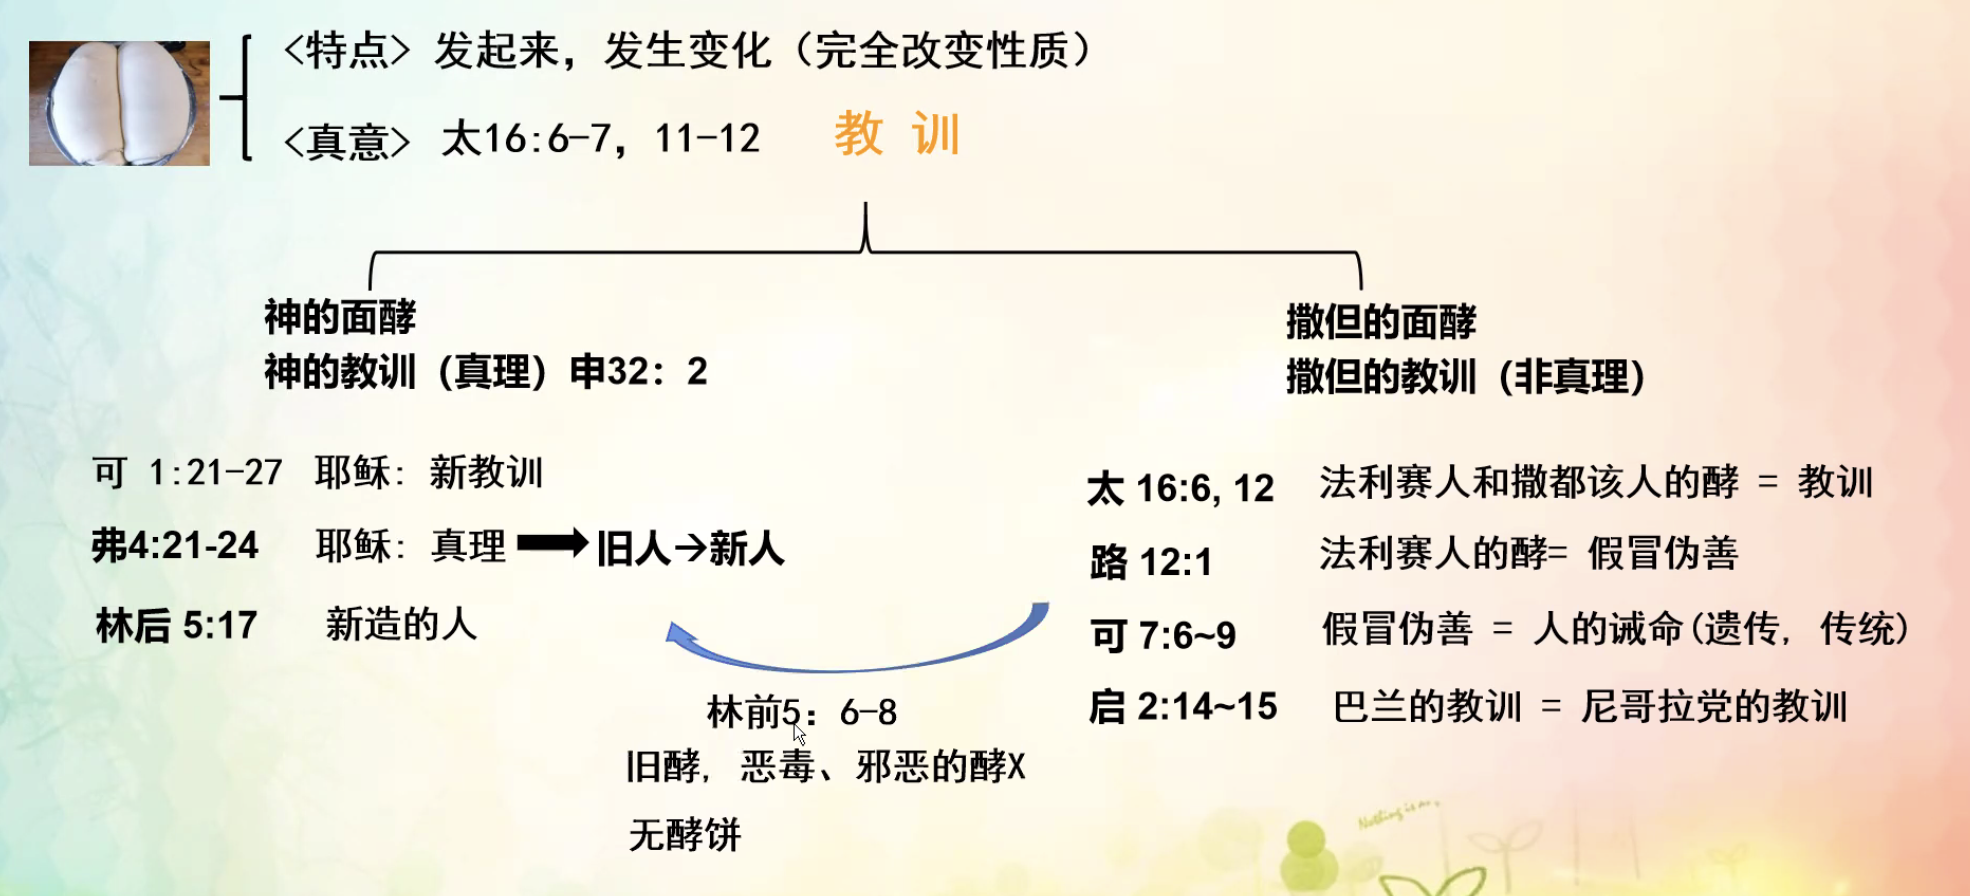 <特点> 发起来，发生变化（完全改变性质）
<真意> 太16:6-7，11-12 教 训
神的面酵
神的教训（真理）申32：2
可 1:21-27 耶稣：新教训
弗4:21-24 耶稣：真理 旧人→新人
林后 5:17 新造的人
撒但的面酵
撒但的教训（非真理）
太 16:6, 12 法利赛人和撒都该人的酵 = 教训
路 12:1 法利赛人的酵= 假冒伪善
可 7:6~9 假冒伪善 = 人的诫命(遗传, 传统)
启 2:14~15 巴兰的教训 = 尼哥拉党的教训
林前5：6-8
旧酵，恶毒、邪恶的酵X
无酵饼